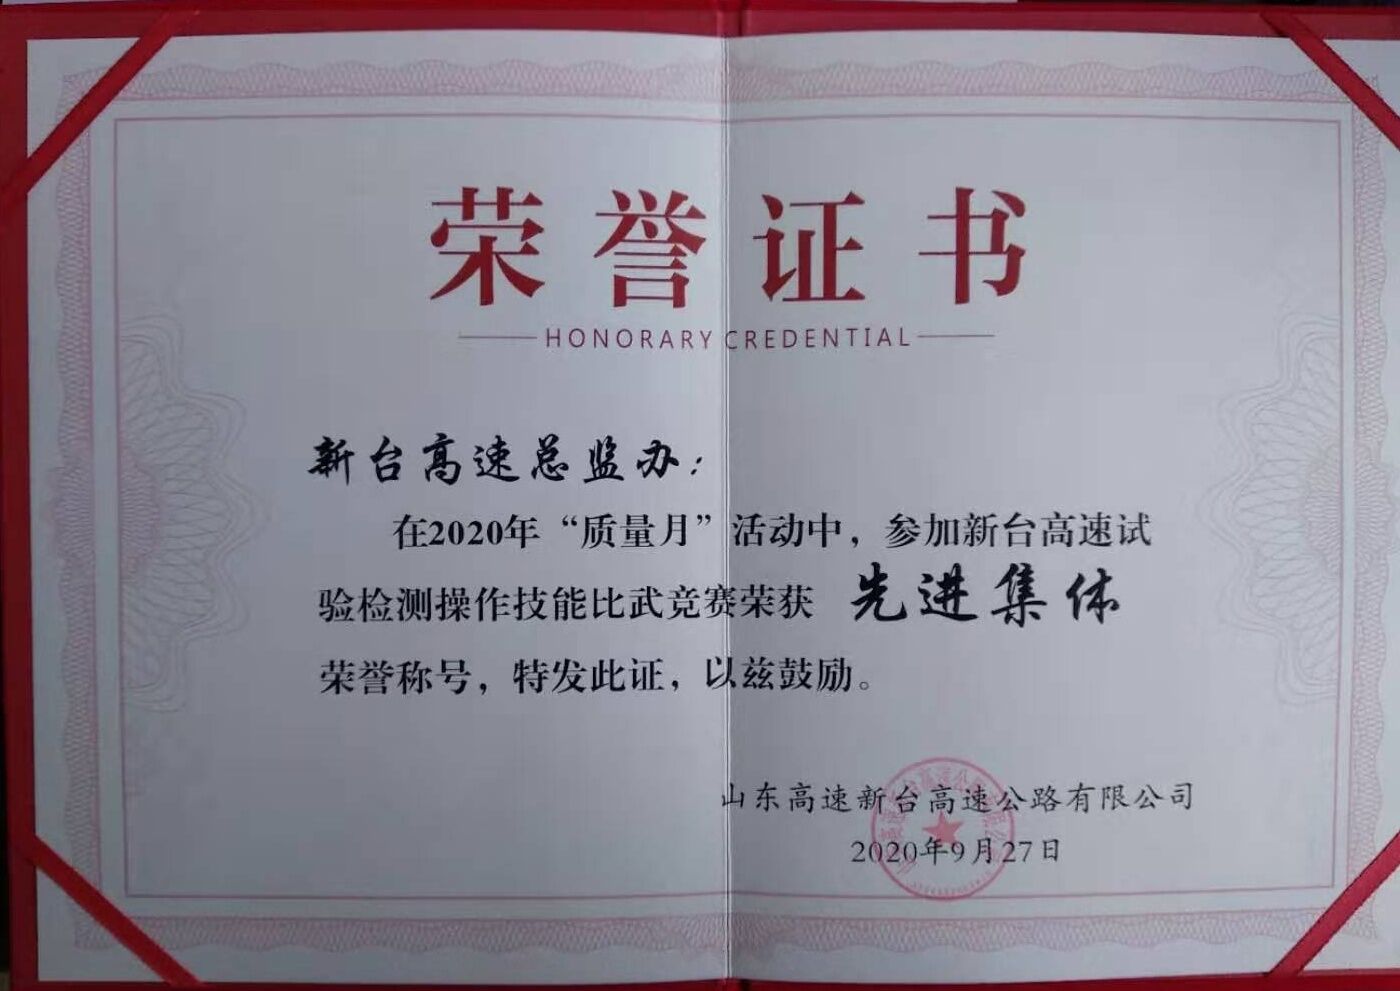 荣誉证书
HONORARY CREDENTIAL
新台高速总监办：
在2020年“质量月”活动中，参加新台高速试
验检测操作技能比武竞赛荣获 先进集体
荣誉称号，特发此证，以兹鼓励。
山东高速新台高速公路有限公司
2020年9月27日